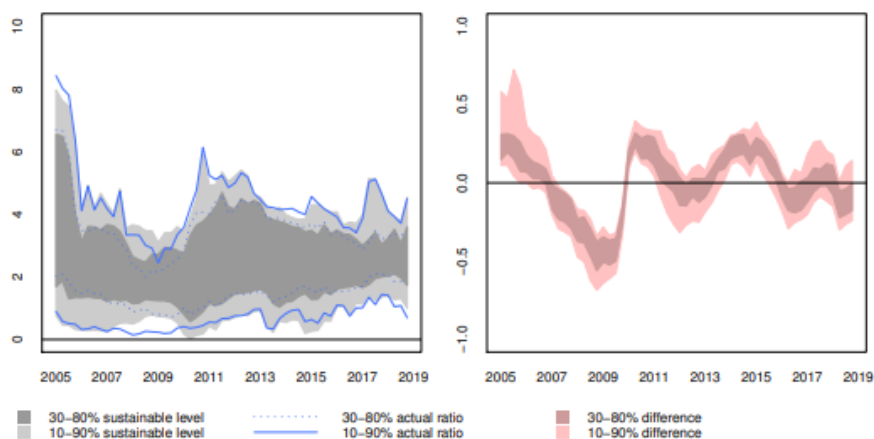 10
8
6
4
2
0
2005 2007 2009 2011 2013 2015 2017 2019
1.0
0.5
0.0
−0.5
−1.0
2005 2007 2009 2011 2013 2015 2017 2019
30−80% sustainable level
10−90% sustainable level
30−80% actual ratio
10−90% actual ratio
30−80% difference
10−90% difference